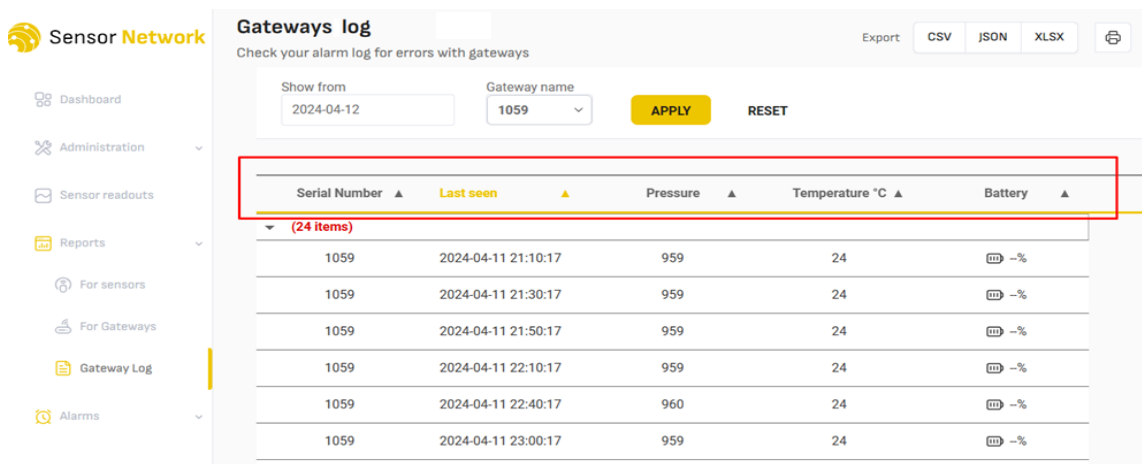 Sensor Network
Dashboard
Administration
Sensor readouts
Reports
For sensors
For Gateways
Gateway Log
Alarms
Gateways log
Check your alarm log for errors with gateways
Export CSV JSON XLSX
Show from Gateway name
2024-04-12 1059 APPLY RESET
Serial Number ▲ Last seen ▲ Pressure ▲ Temperature °C ▲ Battery ▲
(24 items)
1059 2024-04-11 21:10:17 959 24 --%
1059 2024-04-11 21:30:17 959 24 --%
1059 2024-04-11 21:50:17 959 24 --%
1059 2024-04-11 22:10:17 959 24 --%
1059 2024-04-11 22:40:17 960 24 --%
1059 2024-04-11 23:00:17 959 24 --%